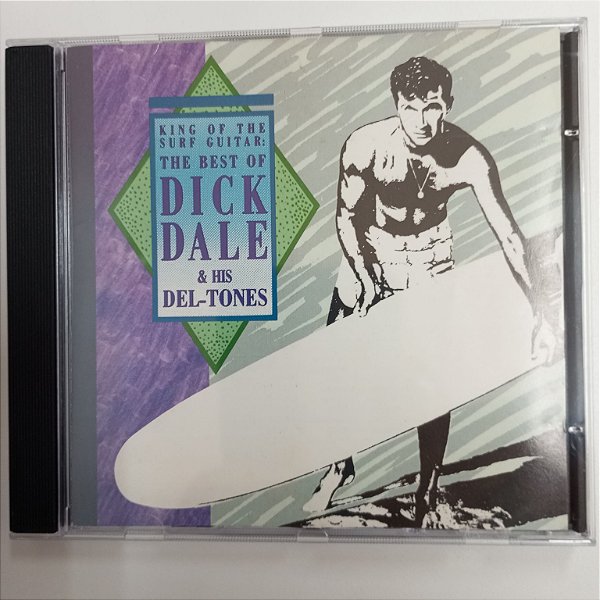 KING OF THE
SURF GUITAR:
THE BEST OF
DICK
DALE
& HIS
DEL-TONES